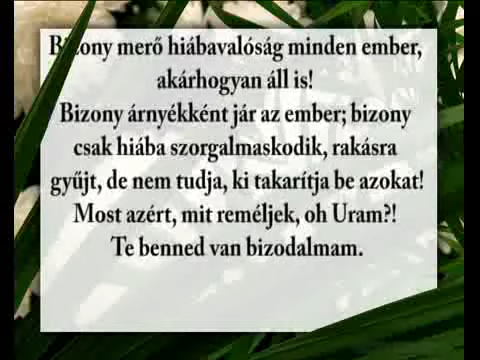 Bizony merő hiábavalóság minden ember,
akárhogyan áll is!
Bizony árnyékként jár az ember; bizony
csak hiába szorgalmaskodik, rakásra
gyűjt, de nem tudja, ki takarítja be azokat!
Most azért, mit reméljek, oh Uram?!
Te benned van bizodalmam.